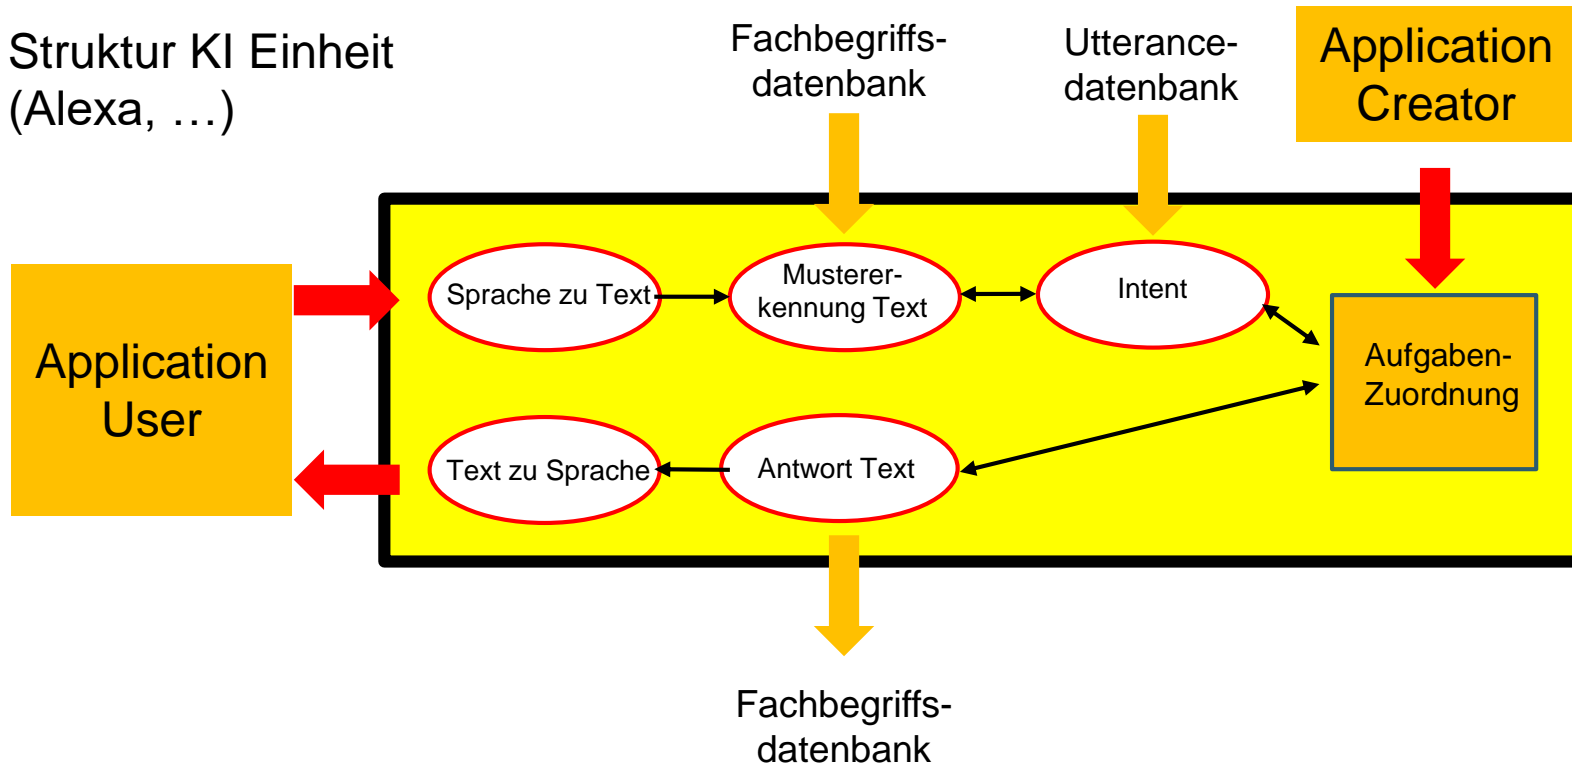 Struktur KI Einheit
(Alexa, …)
Fachbegriffs-
datenbank
Utterance-
datenbank
Application
Creator
Application
User
Sprache zu Text
Musterer-
kennung Text
Intent
Aufgaben-
Zuordnung
Text zu Sprache
Antwort Text
Fachbegriffs-
datenbank